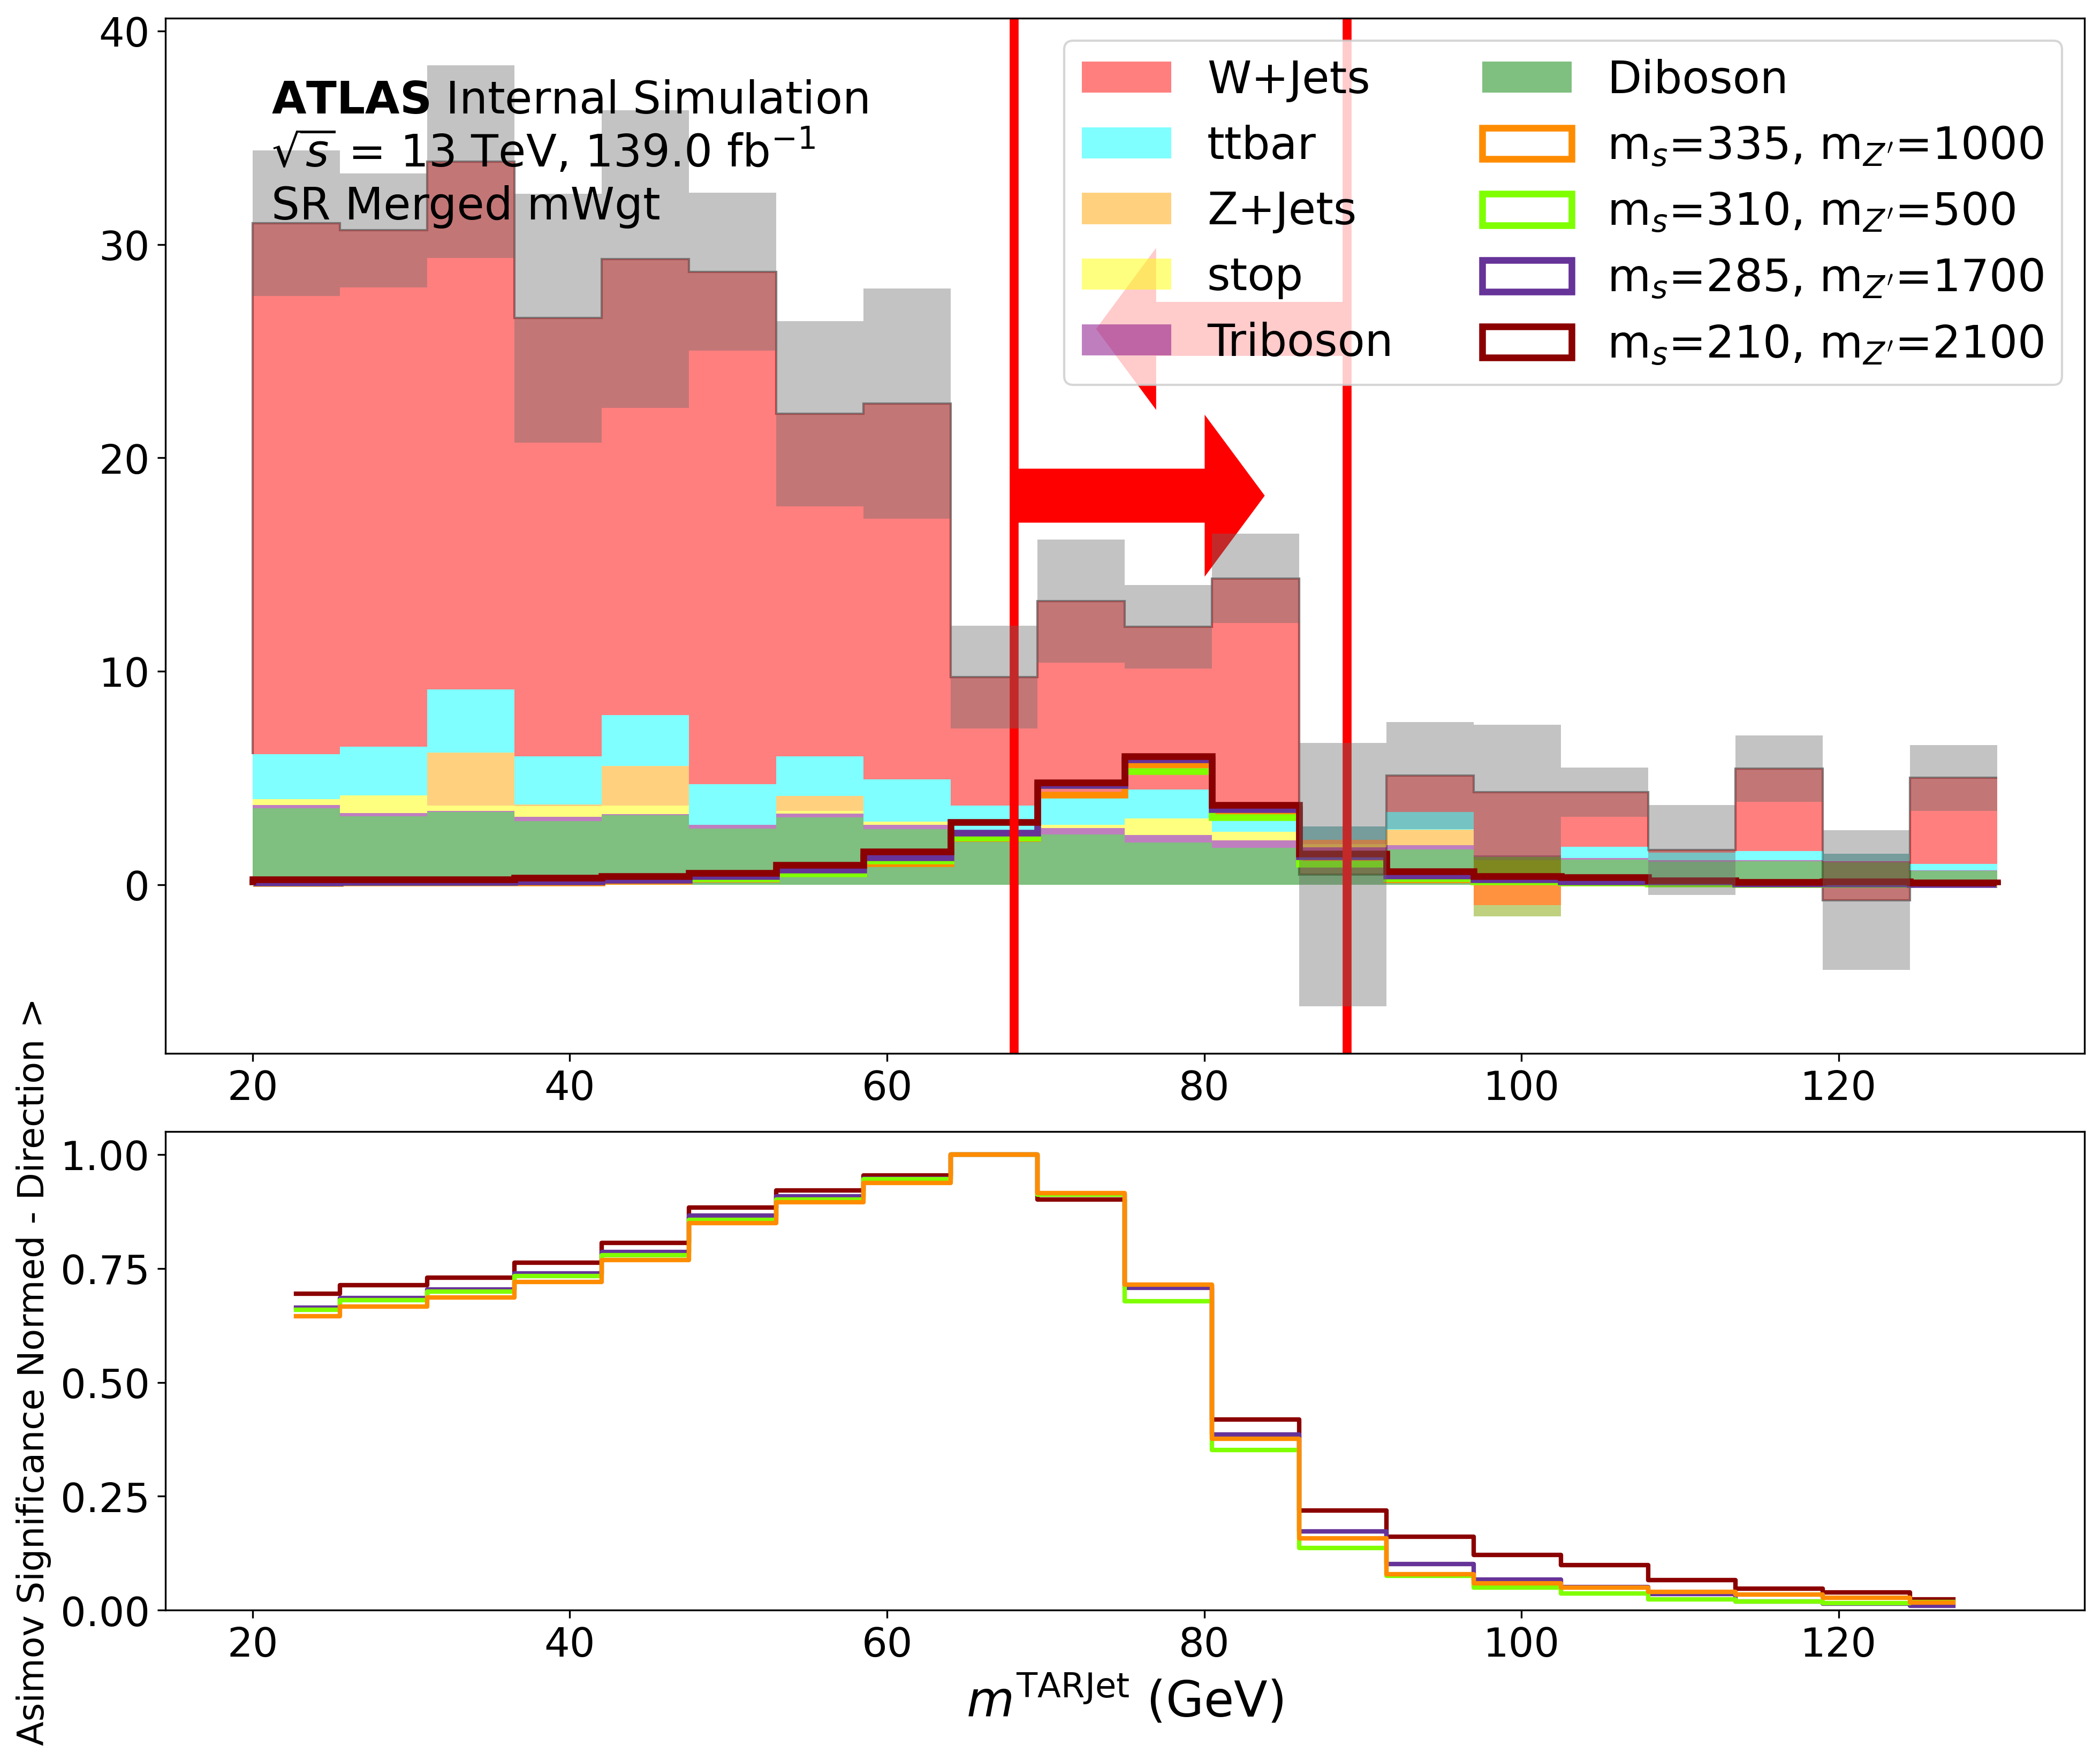 40
30
20
10
0
ATLAS Internal Simulation
√s = 13 TeV, 139.0 fb⁻¹
SR Merged mWgt
W+Jets
ttbar
Z+Jets
stop
Triboson
Diboson
mₛ=335, m_Z'=1000
mₛ=310, m_Z'=500
mₛ=285, m_Z'=1700
mₛ=210, m_Z'=2100
20 40 60 80 100 120
Asimov Significance Normed - Direction >
1.00
0.75
0.50
0.25
0.00
20 40 60 80 100 120
m^TARJet (GeV)